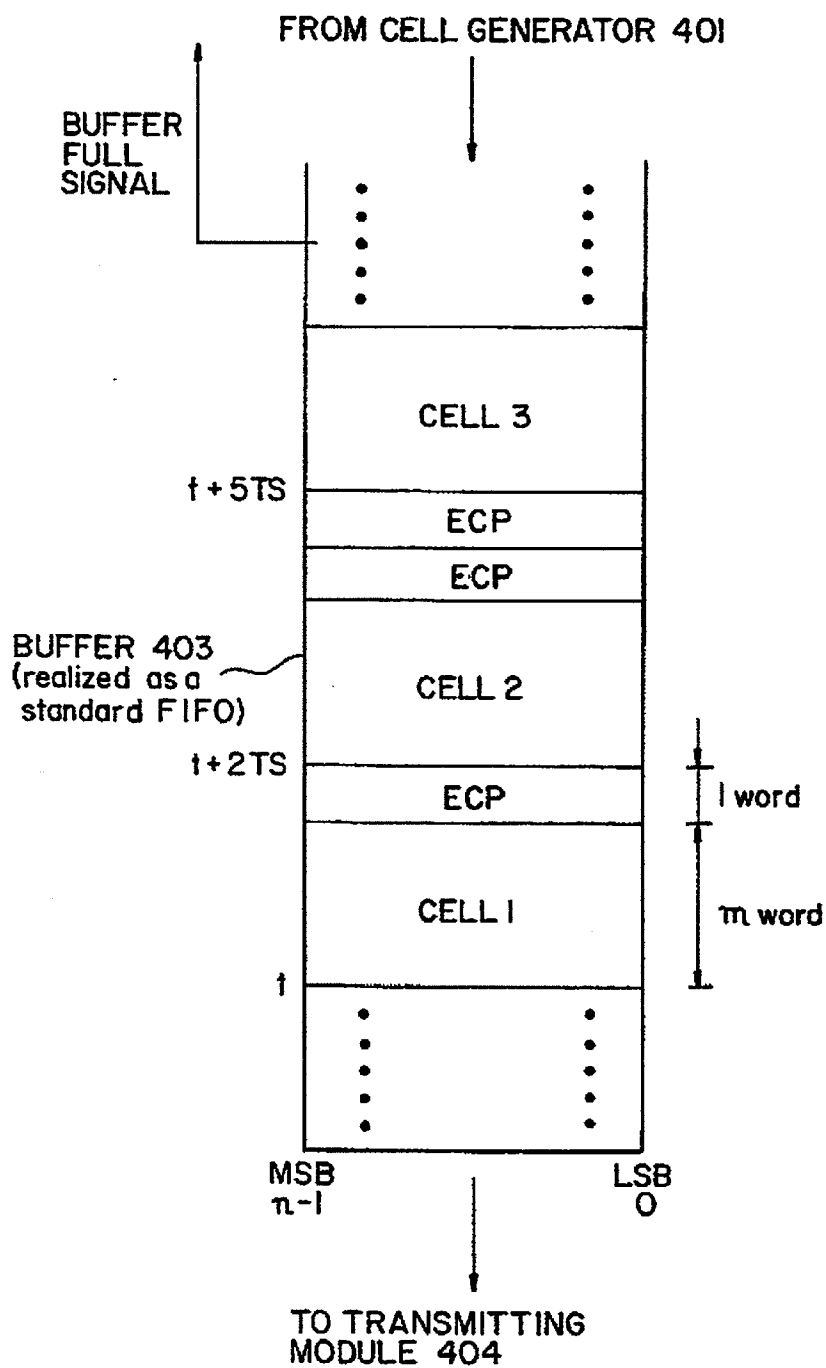 FROM CELL GENERATOR 401
BUFFER
FULL
SIGNAL
CELL 3
t + 5TS
ECP
ECP
BUFFER 403
(realized as a
standard FIFO)
CELL 2
t + 2TS
ECP
1 word
CELL 1
m word
t
MSB
n-1
LSB
0
TO TRANSMITTING
MODULE 404